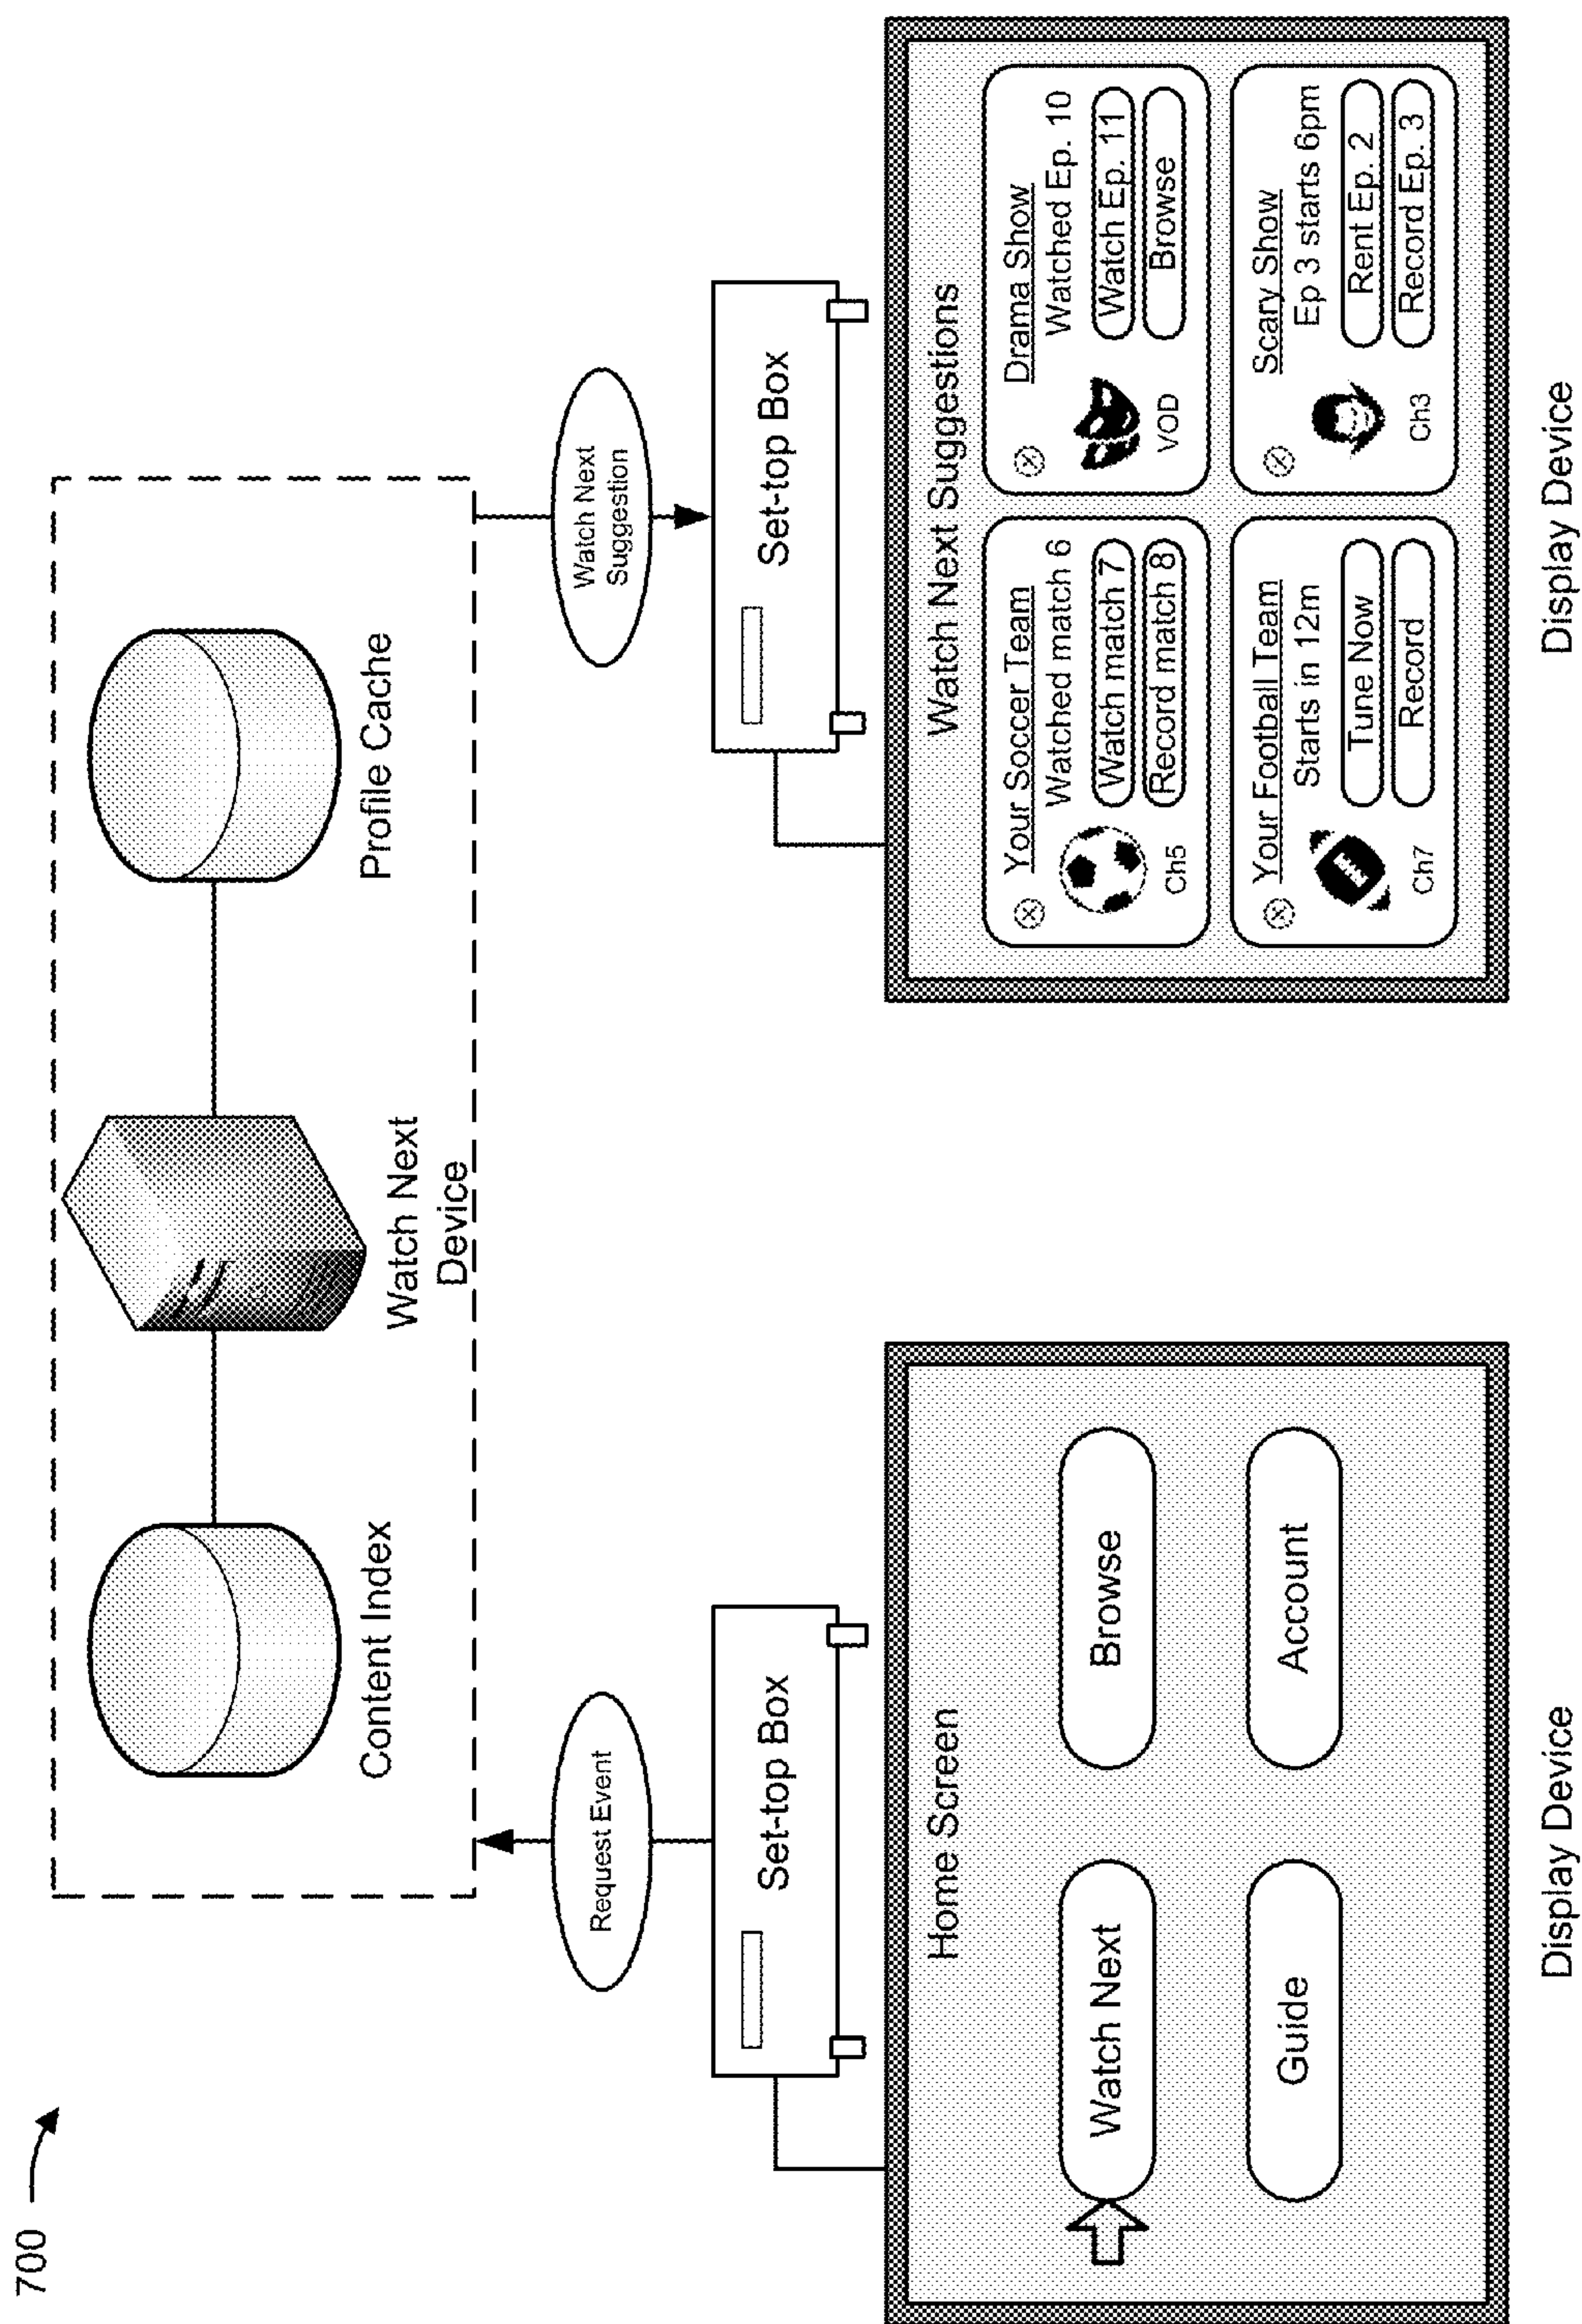 700
Content Index
Watch Next
Device
Profile Cache
Request Event
Set-top Box
Home Screen
Watch Next
Browse
Guide
Account
Display Device
Watch Next
Suggestion
Set-top Box
Watch Next Suggestions
Your Soccer Team
Watched match 6
Watch match 7
Record match 8
Ch5
Drama Show
Watched Ep. 10
Watch Ep. 11
Browse
VOD
Your Football Team
Starts in 12m
Tune Now
Record
Ch7
Scary Show
Ep 3 starts 6pm
Rent Ep. 2
Record Ep. 3
Ch3
Display Device